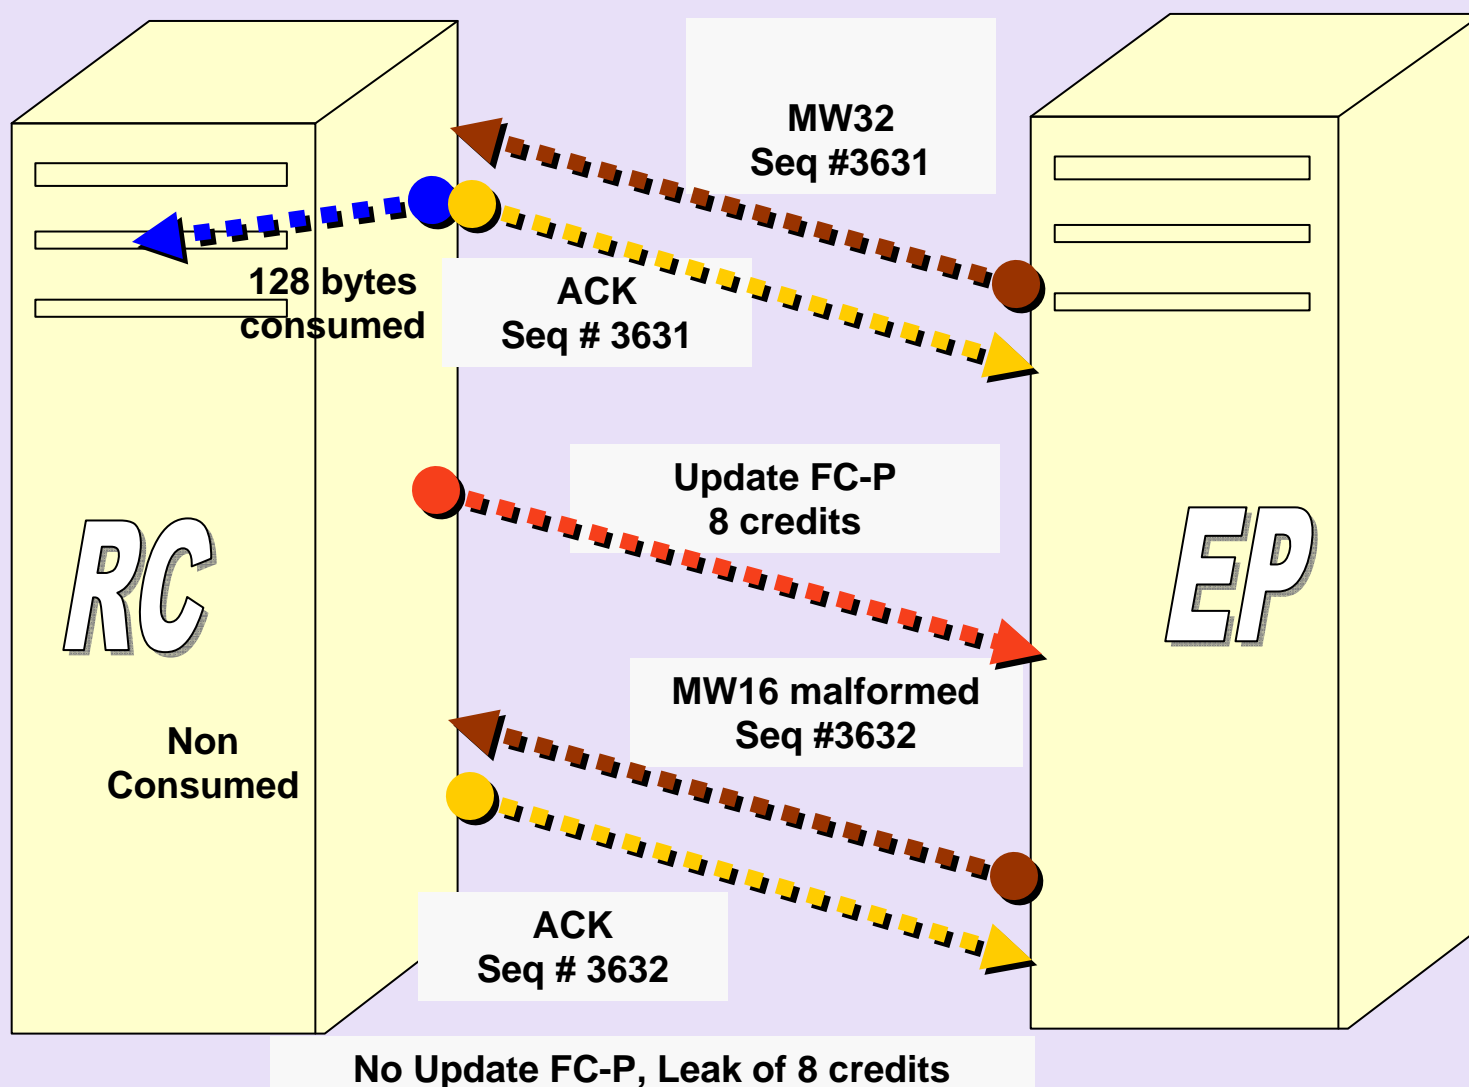 MW32
Seq #3631
128 bytes
consumed
ACK
Seq # 3631
Update FC-P
8 credits
RC
EP
MW16 malformed
Seq #3632
Non
Consumed
ACK
Seq # 3632
No Update FC-P, Leak of 8 credits